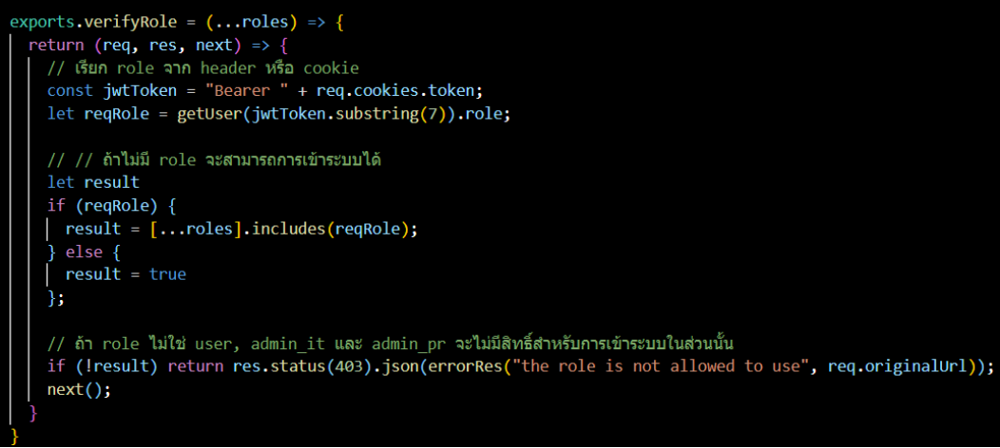 exports.verifyRole = (...roles) => {
return (req, res, next) => {
// เรียก role จาก header หรือ cookie
const jwtToken = "Bearer " + req.cookies.token;
let reqRole = getUser(jwtToken.substring(7)).role;
// // ถ้าไม่มี role จะสามารถการเข้าระบบได้
let result
if (reqRole) {
result = [...roles].includes(reqRole);
} else {
result = true
};
// ถ้า role ไม่ใช่ user, admin_it และ admin_pr จะไม่มีสิทธิ์สำหรับการเข้าระบบในส่วนนั้น
if (!result) return res.status(403).json(errorRes("the role is not allowed to use", req.originalUrl));
next();
}
}